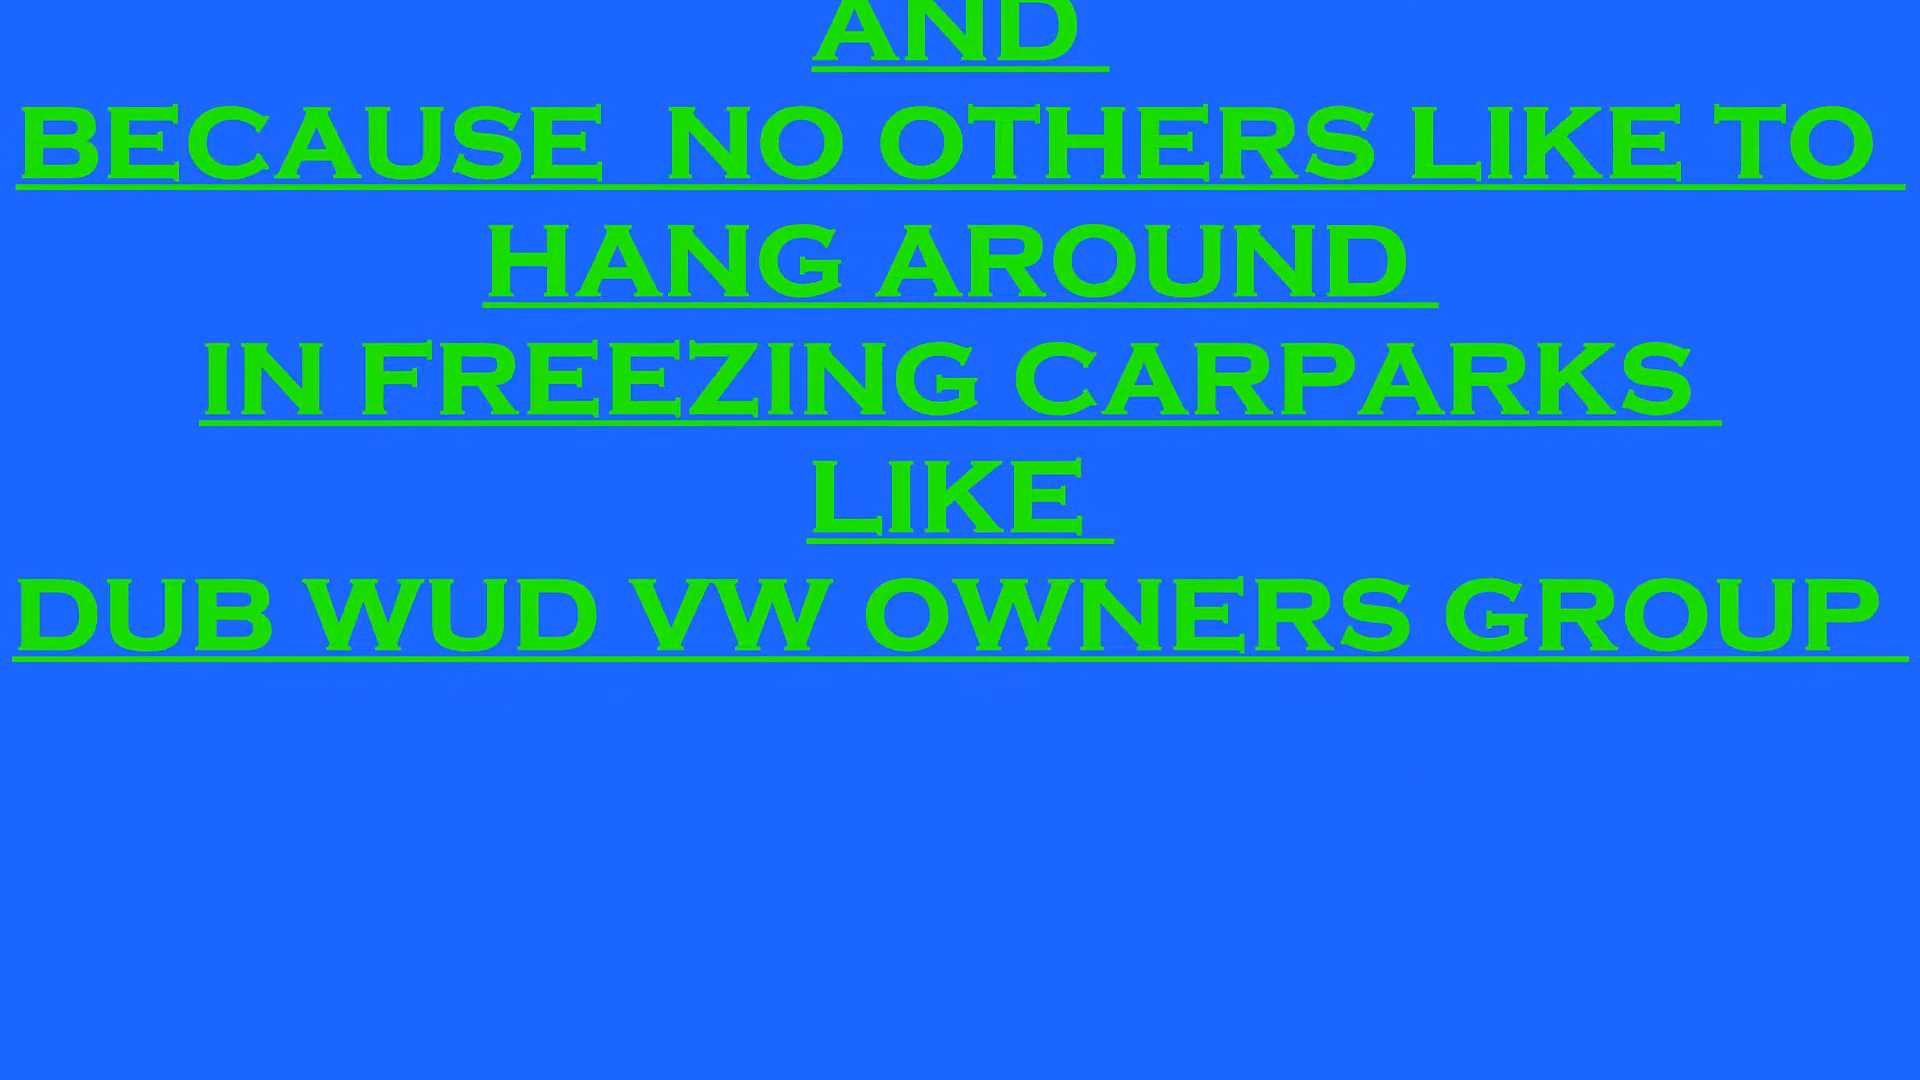 AND
BECAUSE  NO OTHERS LIKE TO
HANG AROUND
IN FREEZING CARPARKS
LIKE
DUB WUD VW OWNERS GROUP